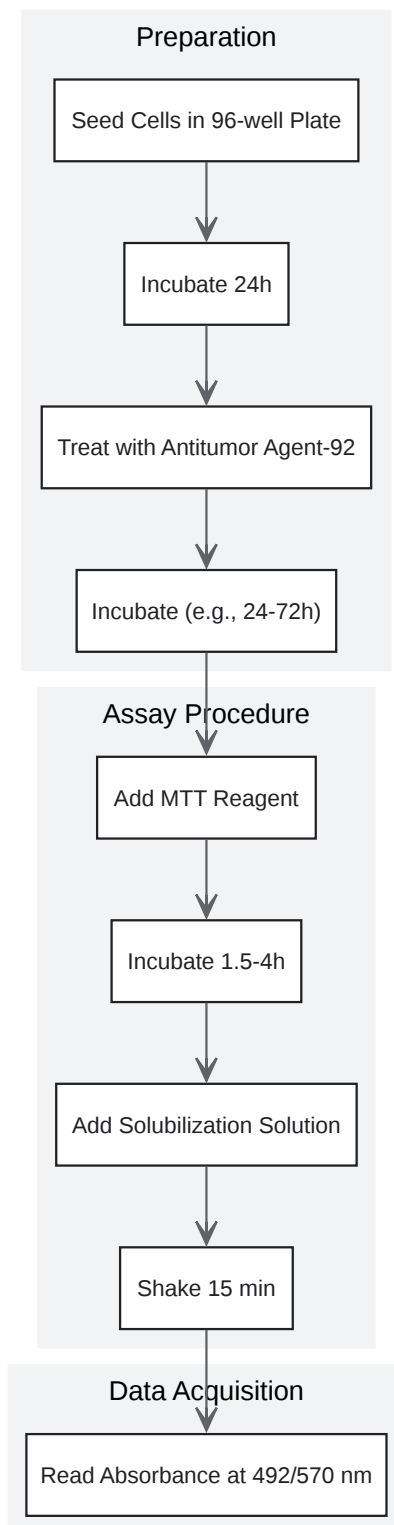 Preparation
Seed Cells in 96-well Plate
Incubate 24h
Treat with Antitumor Agent-92
Incubate (e.g., 24-72h)
Assay Procedure
Add MTT Reagent
Incubate 1.5-4h
Add Solubilization Solution
Shake 15 min
Data Acquisition
Read Absorbance at 492/570 nm